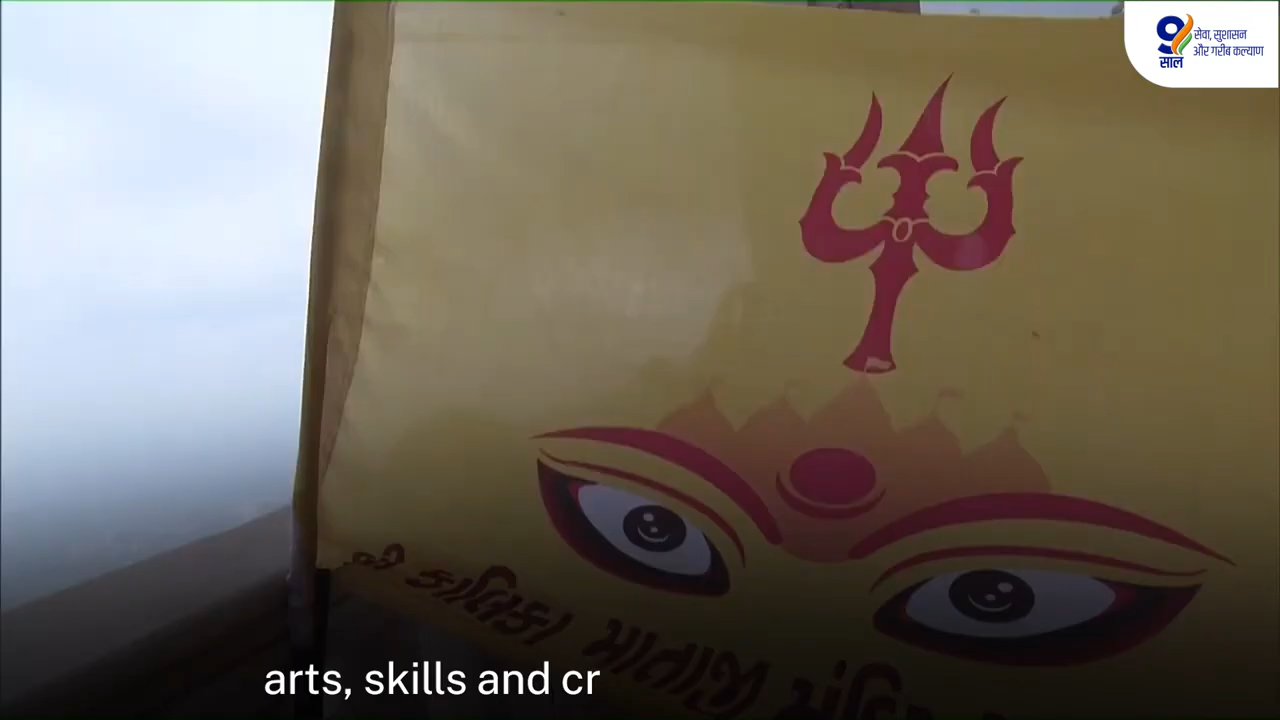 9 साल
सेवा, सुशासन
और गरीब कल्याण
શ્રી કાલિકા માતાજી મંદિર
arts, skills and cr